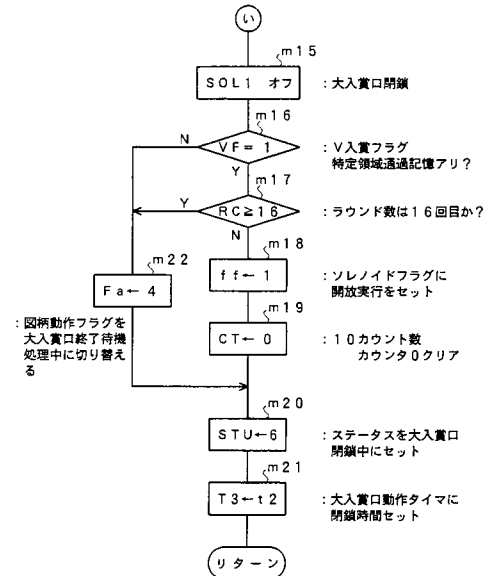 い
m15
SOL1 オフ
：大入賞口閉鎖
m16
N
VF＝1
：V入賞フラグ
特定領域通過記憶アリ？
Y
m17
Y
RC≧16
：ラウンド数は16回目か？
N
m18
m22
ff←1
：ソレノイドフラグに
開放実行をセット
Fa←4
m19
：図柄動作フラグを
大入賞口終了待機
処理中に切り替え
る
CT←0
：10カウント数
カウンタ0クリア
m20
STU←6
：ステータスを大入賞口
閉鎖中にセット
m21
T3←t2
：大入賞口動作タイマに
閉鎖時間セット
リターン